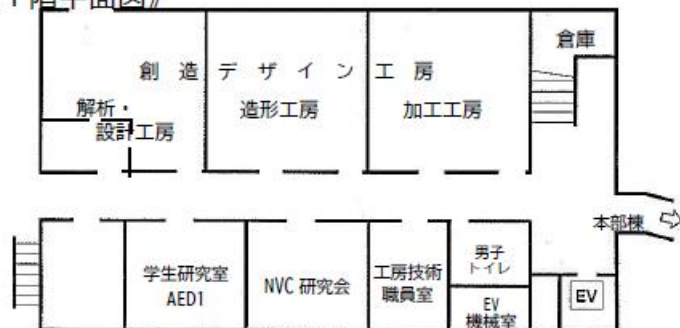 1階平面図》
倉庫
創造デザイン工房
解析・
設計工房
造形工房
加工工房
本部棟
学生研究室
AED1
NVC 研究会
工房技術
職員室
男子
トイレ
EV
機械室
EV